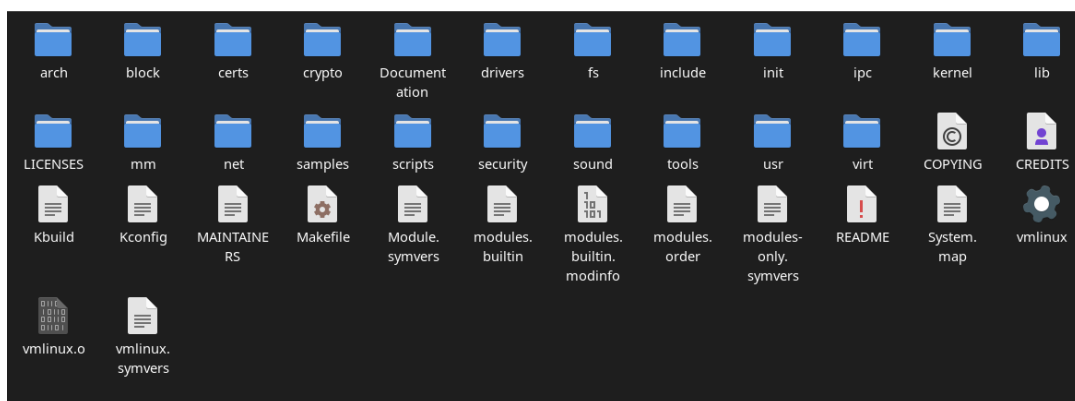 arch
block
certs
crypto
Document
ation
drivers
fs
include
init
ipc
kernel
lib
LICENSES
mm
net
samples
scripts
security
sound
tools
usr
virt
COPYING
CREDITS
Kbuild
Kconfig
MAINTAINE
RS
Makefile
Module.
symvers
modules.
builtin
modules.
builtin.
modinfo
modules.
order
modules-
only.
symvers
README
System.
map
vmlinux
vmlinux.o
vmlinux.
symvers